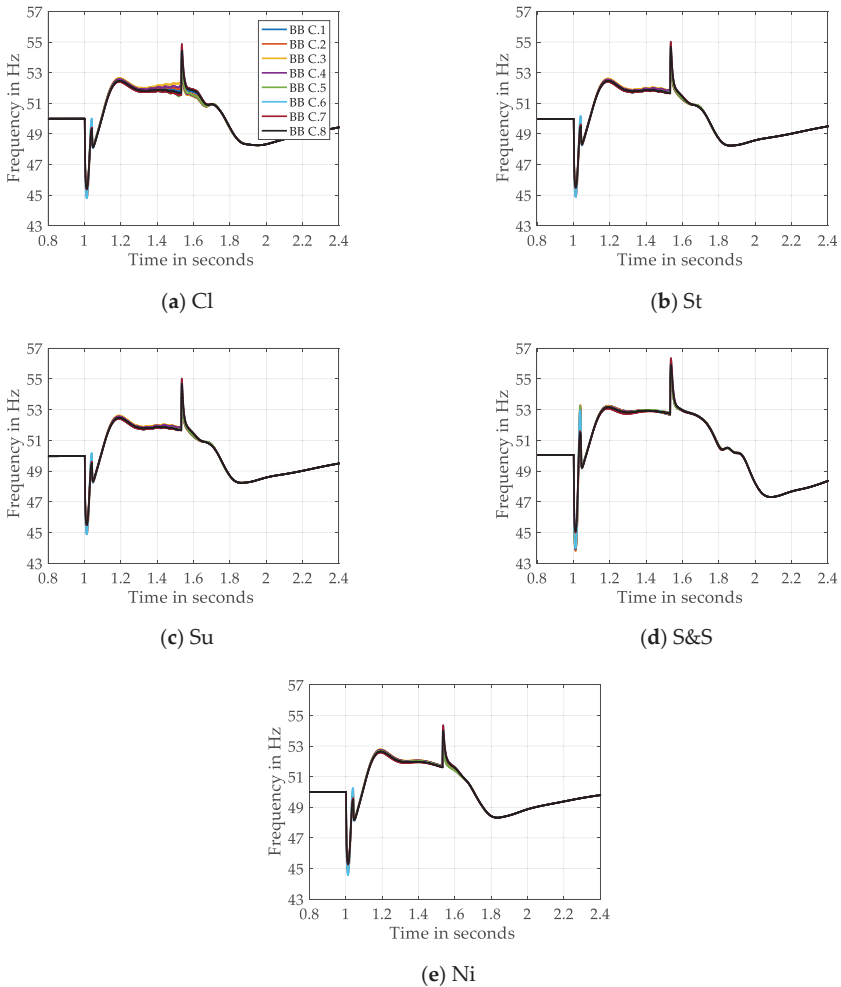 57
55
53
51
49
47
45
43
Frequency in Hz
0.8 1 1.2 1.4 1.6 1.8 2 2.2 2.4
Time in seconds
BB C.1
BB C.2
BB C.3
BB C.4
BB C.5
BB C.6
BB C.7
BB C.8
(a) Cl
57
55
53
51
49
47
45
43
Frequency in Hz
0.8 1 1.2 1.4 1.6 1.8 2 2.2 2.4
Time in seconds
(b) St
57
55
53
51
49
47
45
43
Frequency in Hz
0.8 1 1.2 1.4 1.6 1.8 2 2.2 2.4
Time in seconds
(c) Su
57
55
53
51
49
47
45
43
Frequency in Hz
0.8 1 1.2 1.4 1.6 1.8 2 2.2 2.4
Time in seconds
(d) S&S
57
55
53
51
49
47
45
43
Frequency in Hz
0.8 1 1.2 1.4 1.6 1.8 2 2.2 2.4
Time in seconds
(e) Ni